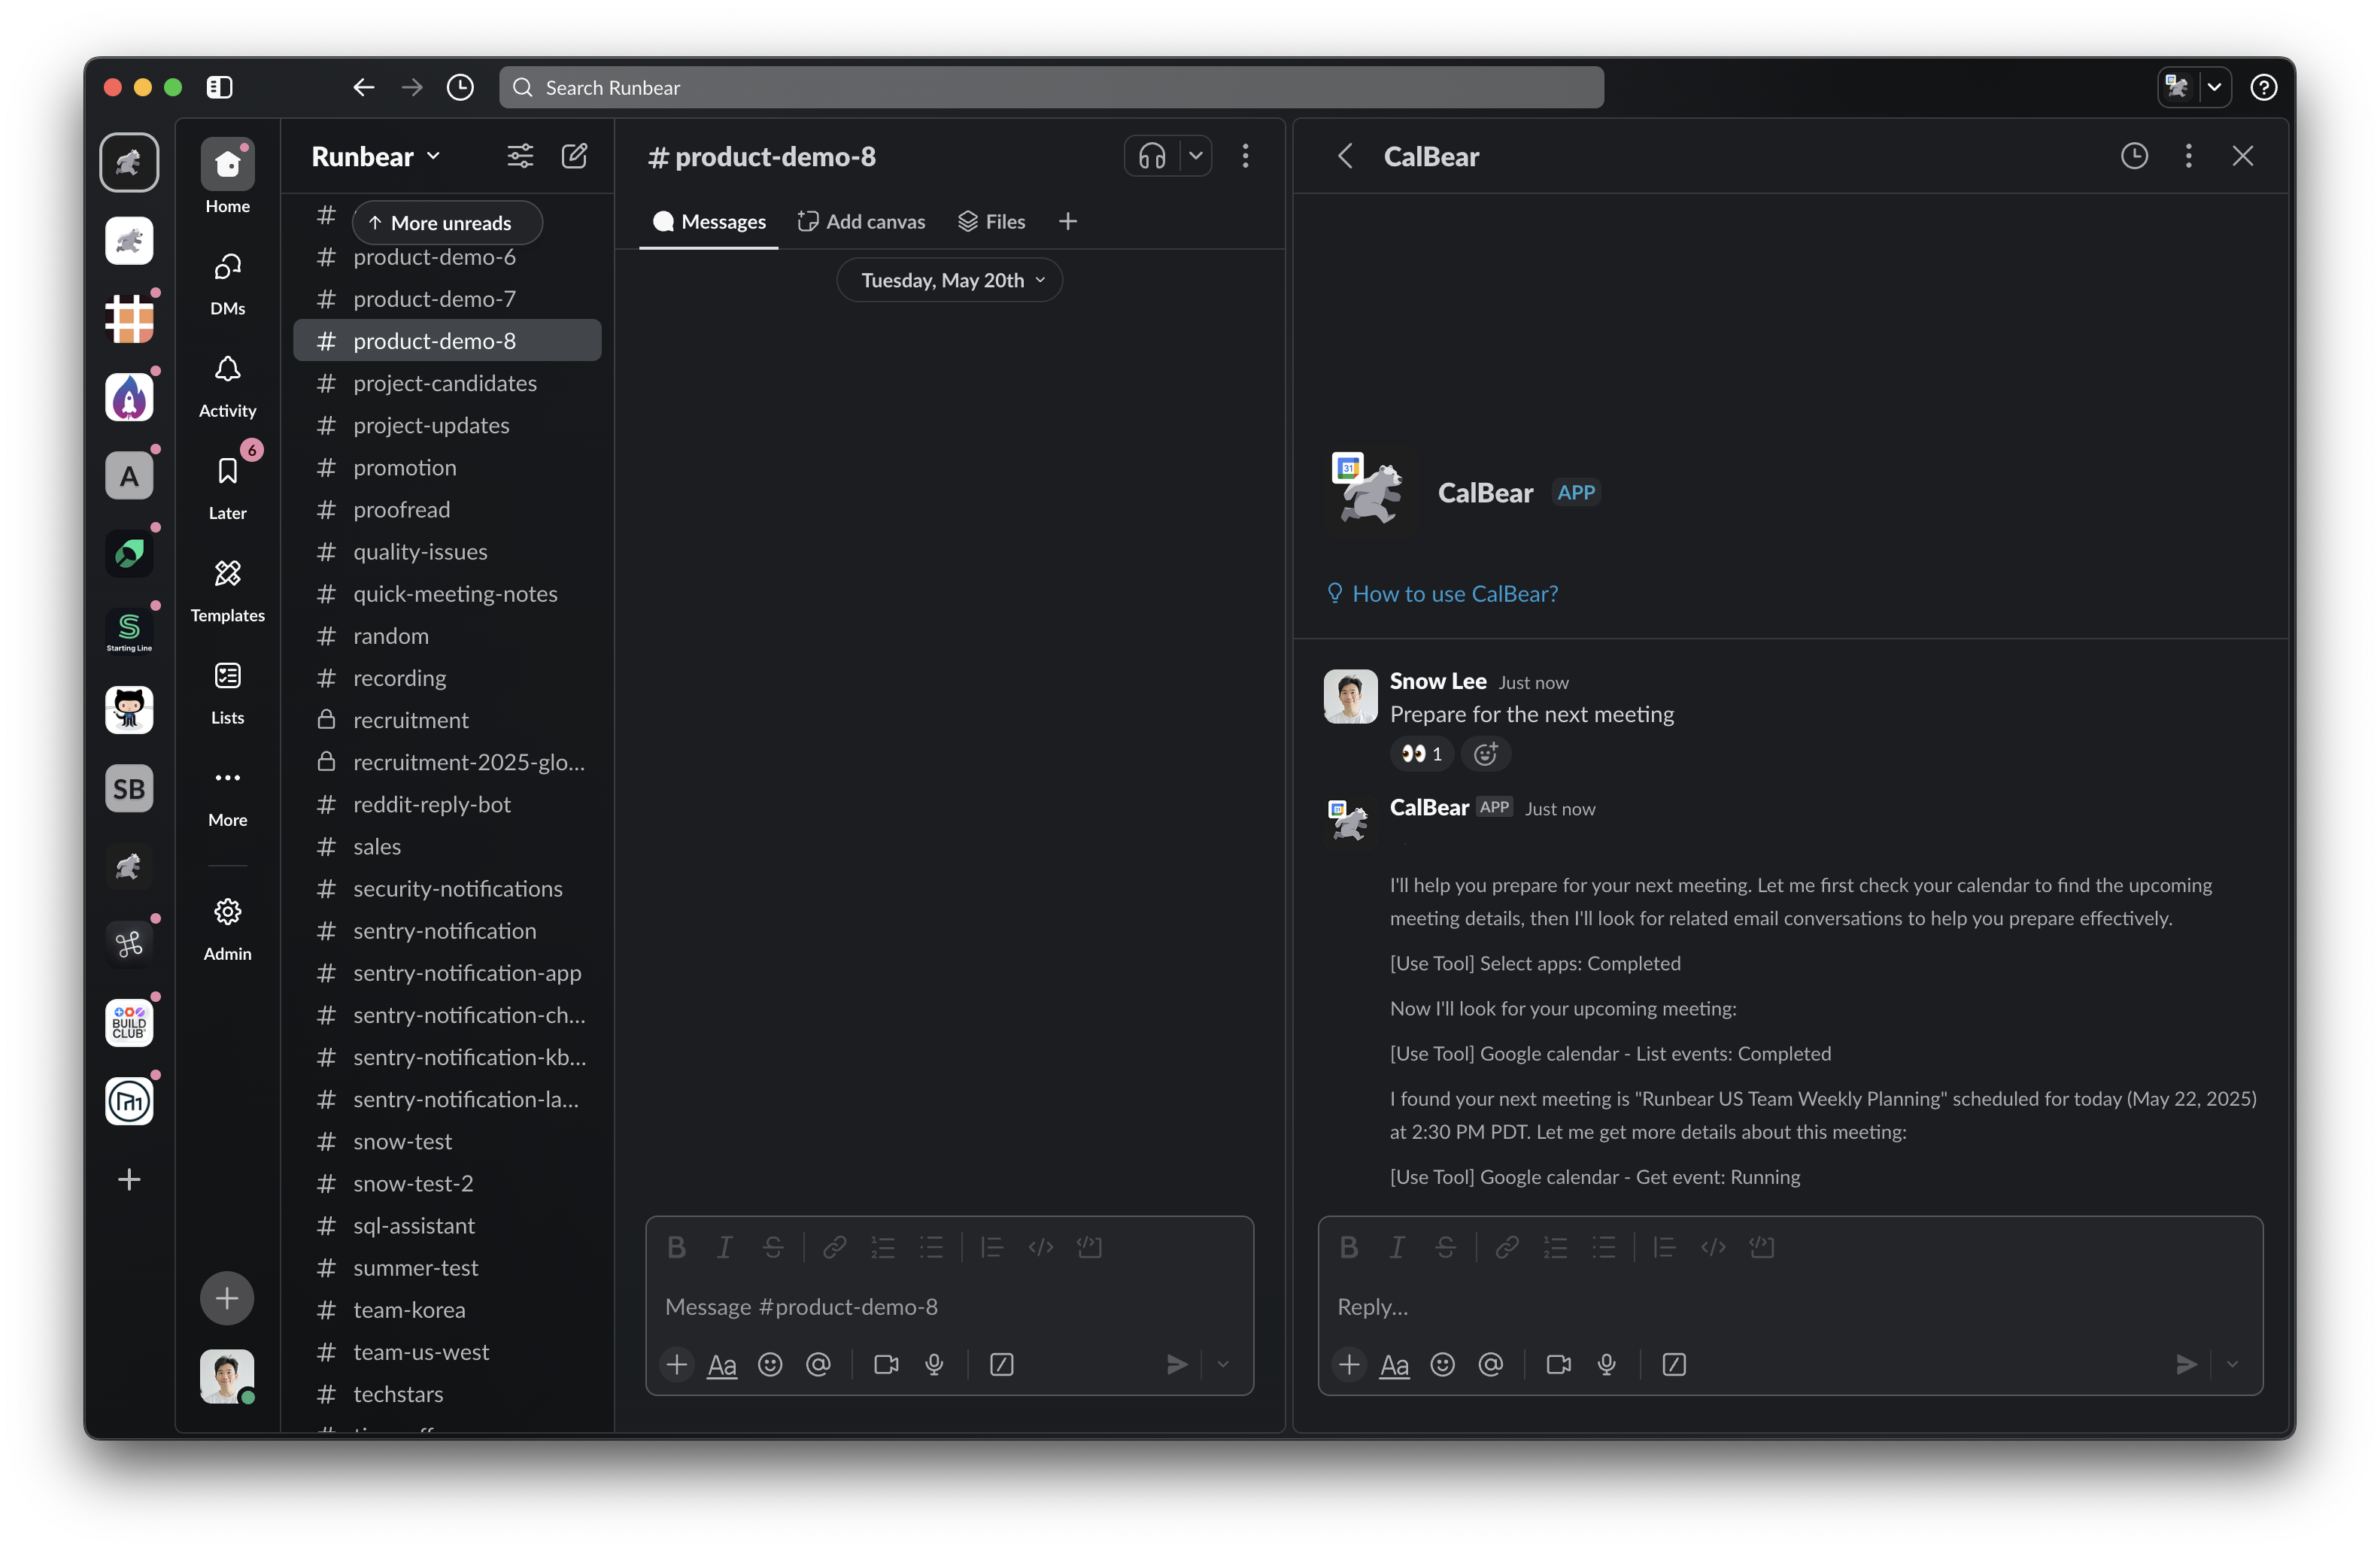 Search Runbear
Home
DMs
Activity
6
Later
Templates
Lists
More
Admin
A
S
Starting Line
SB
BUILD
CLUB
Runbear
More unreads
# product-demo-6
# product-demo-7
# product-demo-8
# project-candidates
# project-updates
# promotion
# proofread
# quality-issues
# quick-meeting-notes
# random
# recording
recruitment
recruitment-2025-glo...
# reddit-reply-bot
# sales
# security-notifications
# sentry-notification
# sentry-notification-app
# sentry-notification-ch...
# sentry-notification-kb...
# sentry-notification-la...
# snow-test
# snow-test-2
# sql-assistant
# summer-test
# team-korea
# team-us-west
# techstars
# product-demo-8
Messages
Add canvas
Files
Tuesday, May 20th
Message #product-demo-8
Aa
CalBear
31
CalBear APP
How to use CalBear?
Snow Lee Just now
Prepare for the next meeting
1
CalBear APP Just now
I'll help you prepare for your next meeting. Let me first check your calendar to find the upcoming
meeting details, then I'll look for related email conversations to help you prepare effectively.
[Use Tool] Select apps: Completed
Now I'll look for your upcoming meeting:
[Use Tool] Google calendar - List events: Completed
I found your next meeting is "Runbear US Team Weekly Planning" scheduled for today (May 22, 2025)
at 2:30 PM PDT. Let me get more details about this meeting:
[Use Tool] Google calendar - Get event: Running
Reply...
Aa